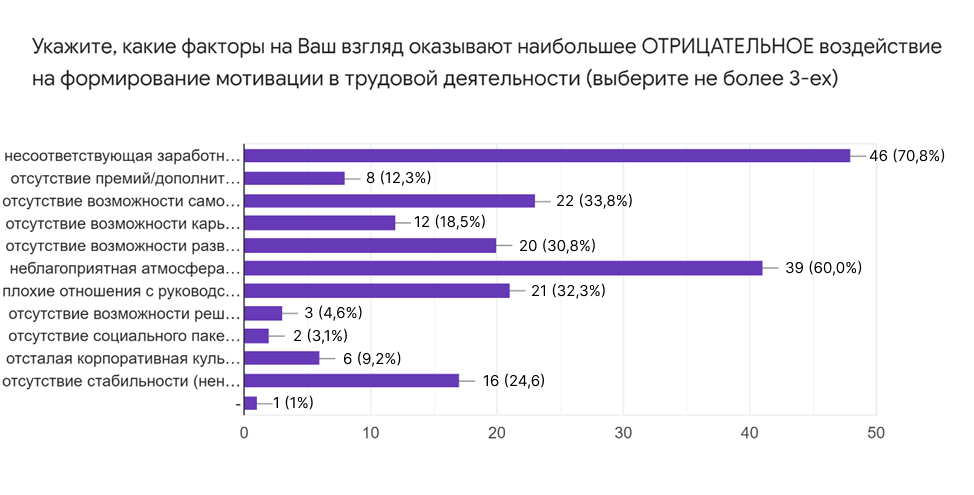 Укажите, какие факторы на Ваш взгляд оказывают наибольшее ОТРИЦАТЕЛЬНОЕ воздействие
на формирование мотивации в трудовой деятельности (выберите не более 3-ех)
несоответствующая заработн… 46 (70,8%)
отсутствие премий/дополнит… 8 (12,3%)
отсутствие возможности само… 22 (33,8%)
отсутствие возможности карь… 12 (18,5%)
отсутствие возможности разв… 20 (30,8%)
неблагоприятная атмосфера… 39 (60,0%)
плохие отношения с руководс… 21 (32,3%)
отсутствие возможности реш… 3 (4,6%)
отсутствие социального паке… 2 (3,1%)
отсталая корпоративная куль… 6 (9,2%)
отсутствие стабильности (нен… 16 (24,6)
- 1 (1%)
0 10 20 30 40 50